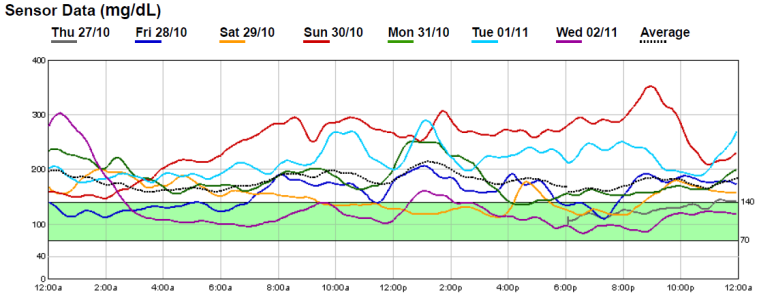 Sensor Data (mg/dL)
Thu 27/10 Fri 28/10 Sat 29/10 Sun 30/10 Mon 31/10 Tue 01/11 Wed 02/11 Average
400
300
200
140
100
70
40
0
12:00a 2:00a 4:00a 6:00a 8:00a 10:00a 12:00p 2:00p 4:00p 6:00p 8:00p 10:00p 12:00a